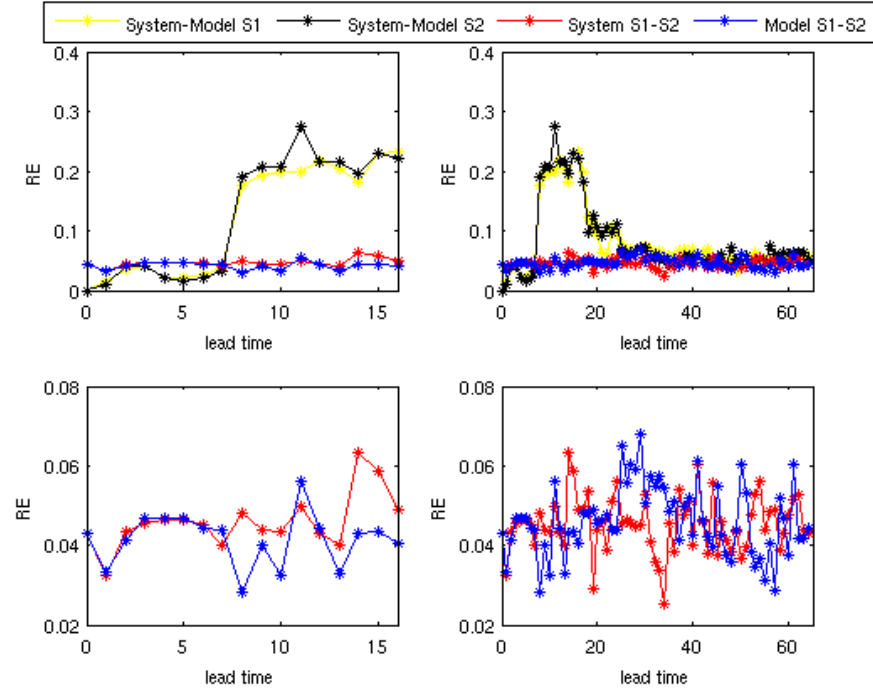 System-Model S1 System-Model S2 System S1-S2 Model S1-S2
0.4 0.3 0.2 0.1 0
RE
0 5 10 15
lead time
0.4 0.3 0.2 0.1 0
RE
0 20 40 60
lead time
0.08 0.06 0.04 0.02
RE
0 5 10 15
lead time
0.08 0.06 0.04 0.02
RE
0 20 40 60
lead time